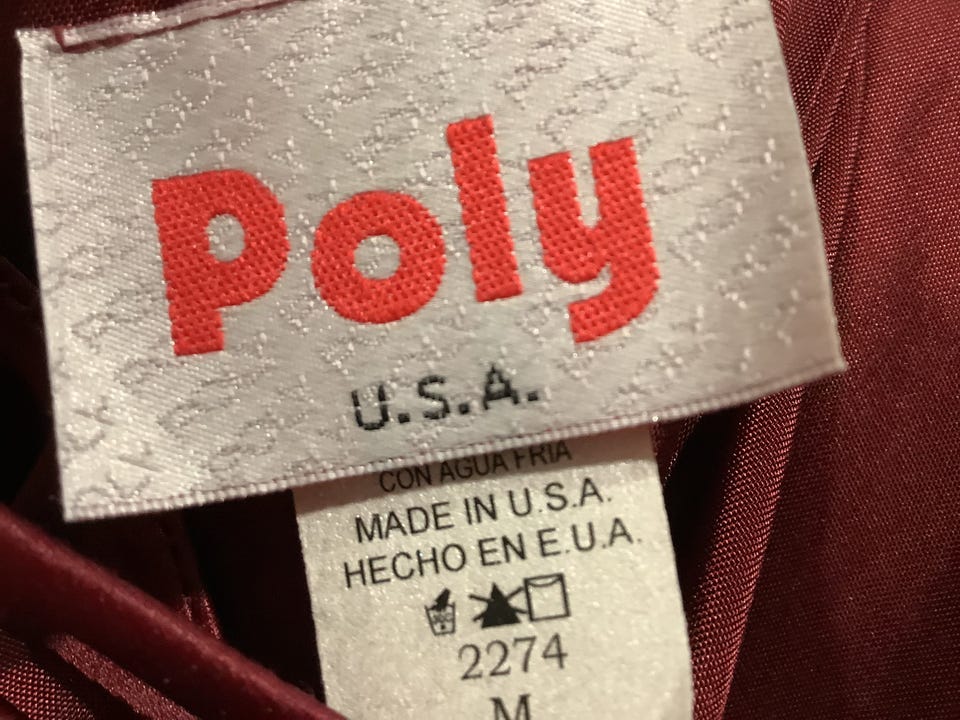 Poly
U.S.A.
CON AGUA FRIA
MADE IN U.S.A.
HECHO EN E.U.A.
2274
M